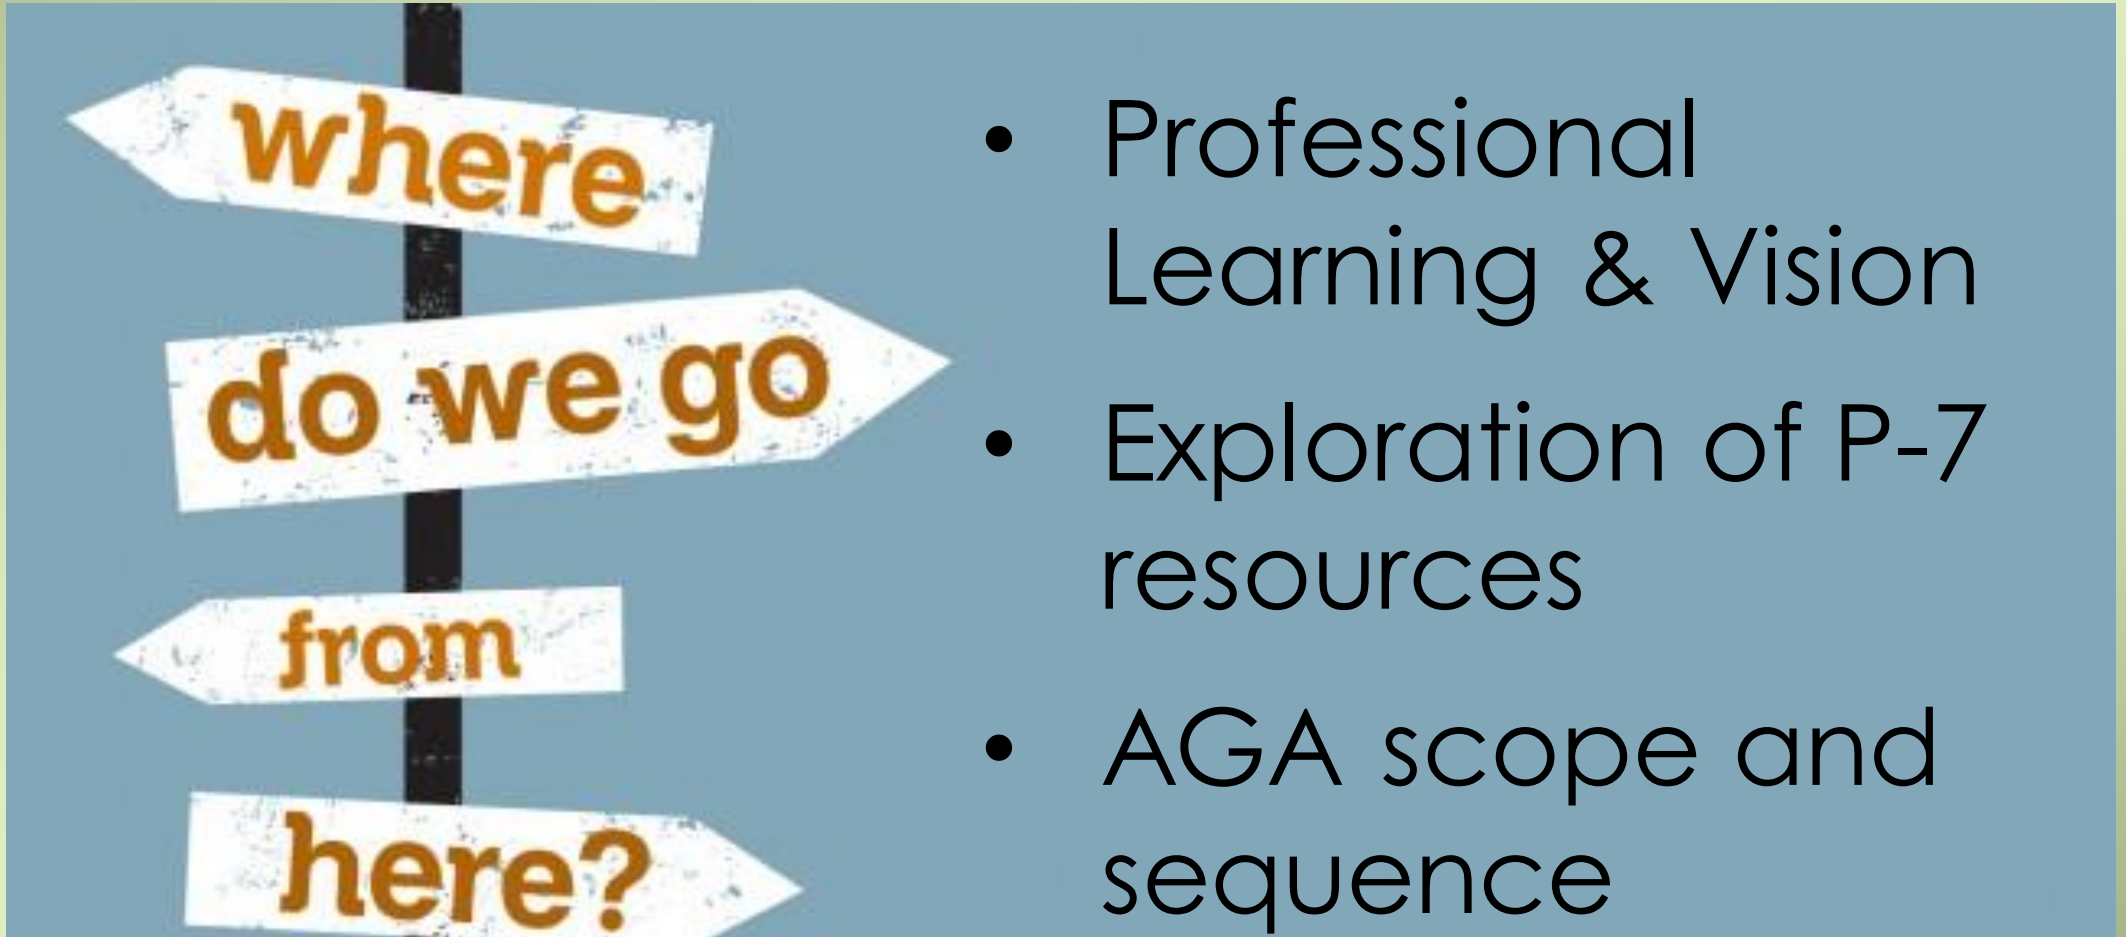 where
do we go
from
here?
• Professional
Learning & Vision
• Exploration of P-7
resources
• AGA scope and
sequence